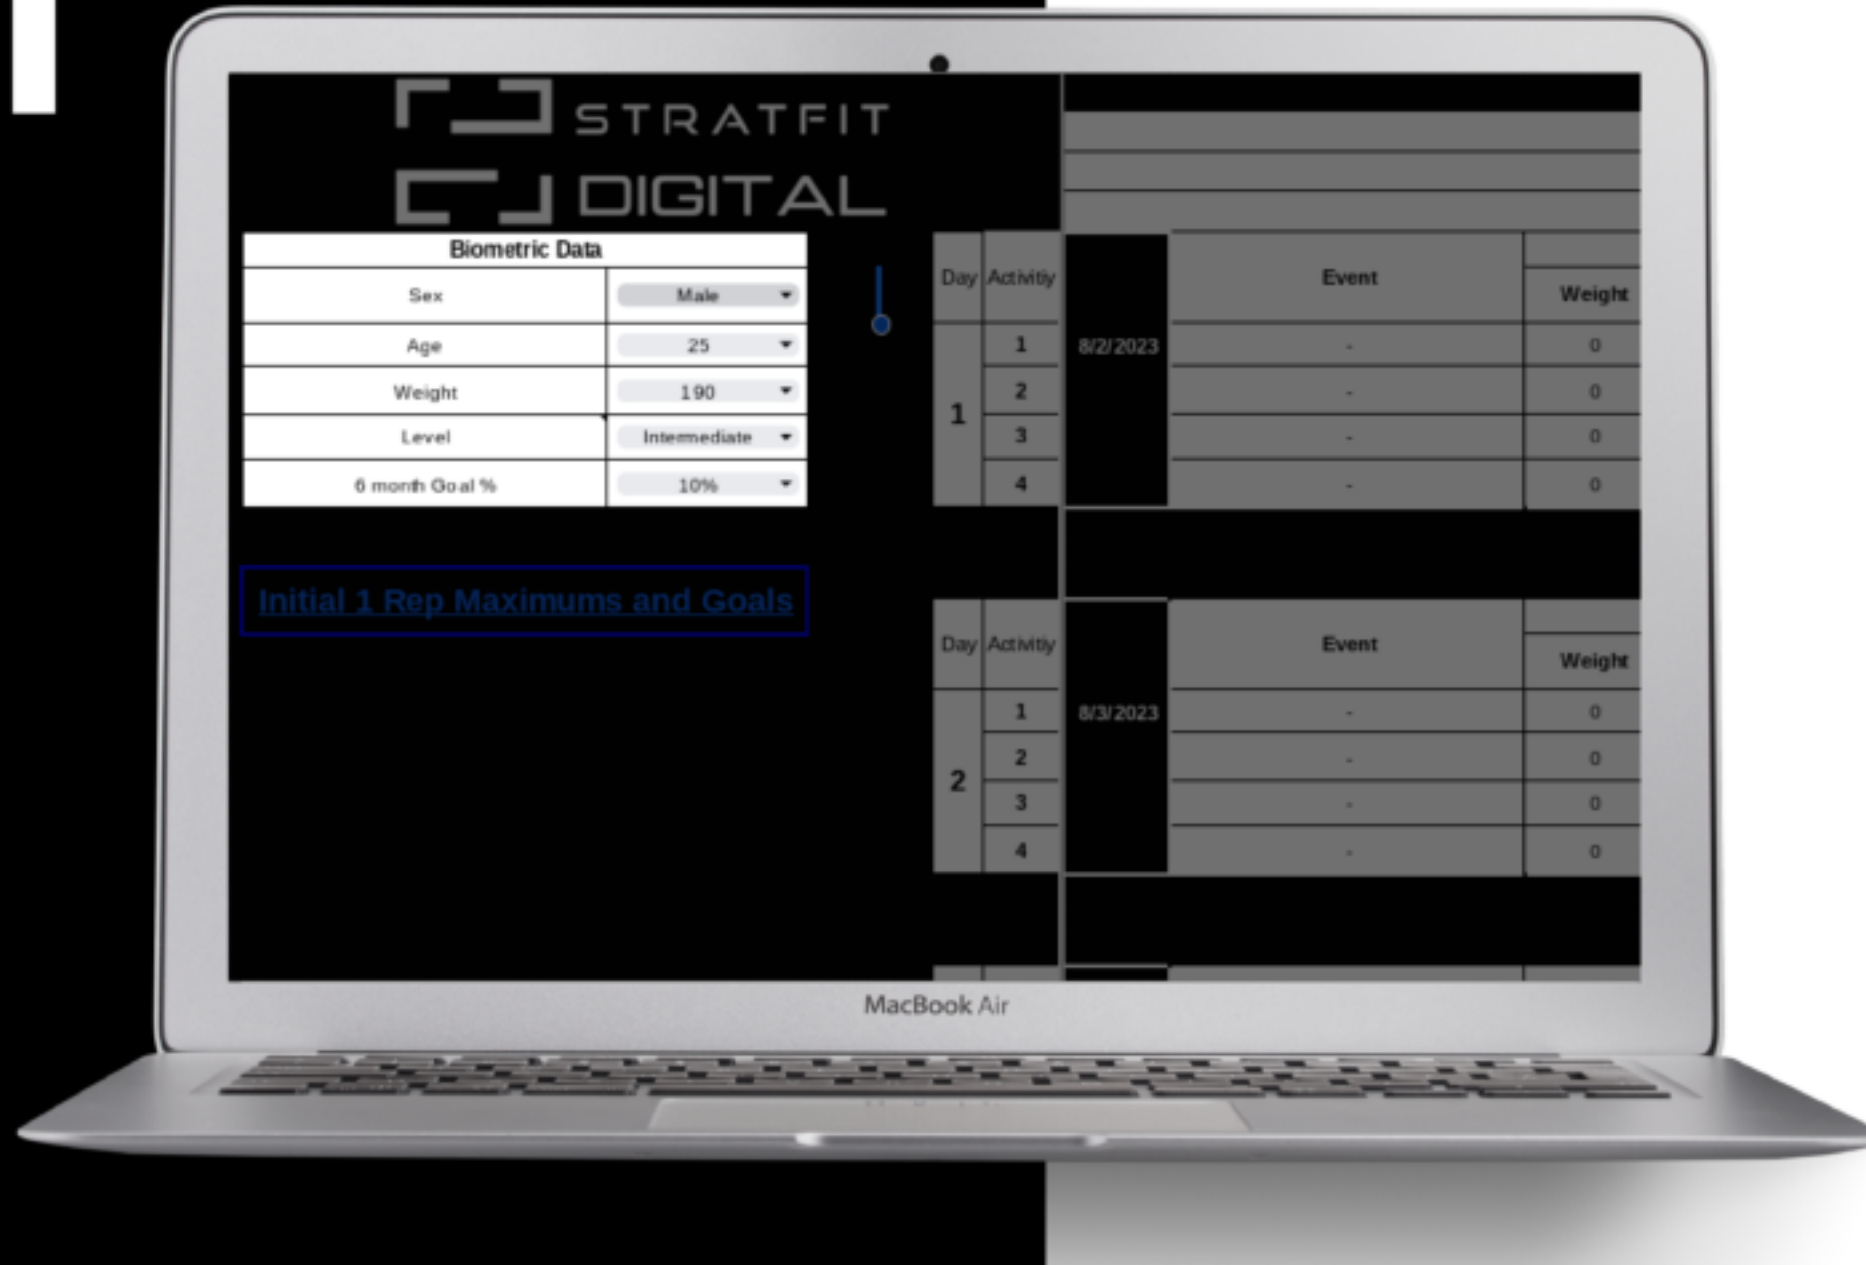 STRATFIT
DIGITAL
Biometric Data
Sex Male
Age 25
Weight 190
Level Intermediate
6 month Goal % 10%
Initial 1 Rep Maximums and Goals
Day Activitiy Event Weight
1 8/2/2023
1 - 0
2 - 0
3 - 0
4 - 0
Day Activitiy Event Weight
2 8/3/2023
1 - 0
2 - 0
3 - 0
4 - 0
MacBook Air